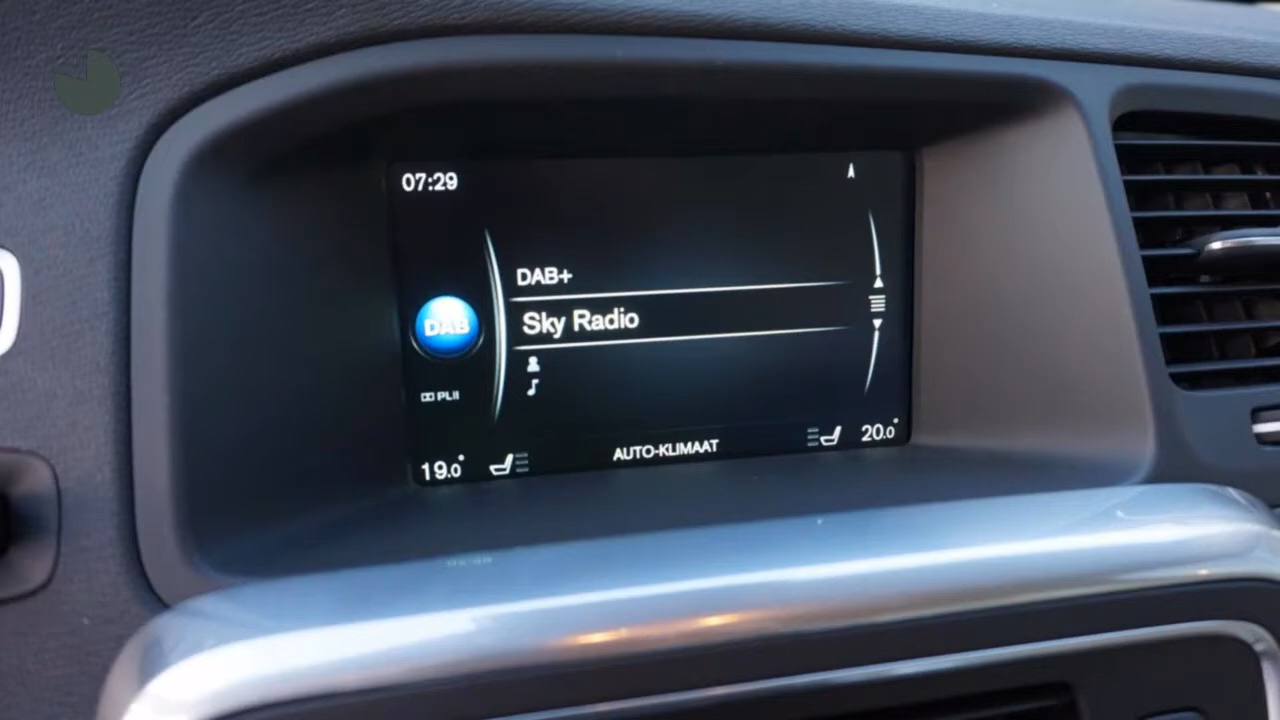 07:29
DAB+
DAB
Sky Radio
PLII
AUTO-KLIMAAT
19.0°
20.0°